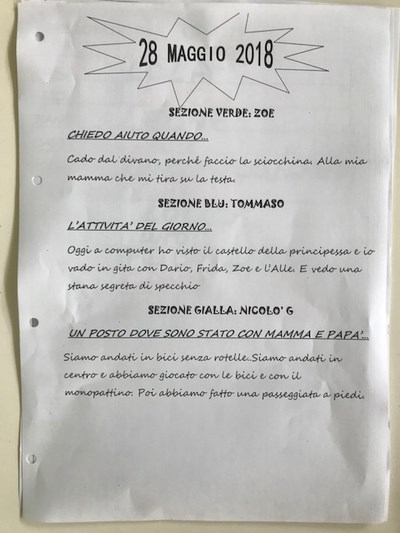 28 MAGGIO 2018
SEZIONE VERDE: ZOE
CHIEDO AIUTO QUANDO...
Cado dal divano, perché faccio la sciocchina. Alla mia
mamma che mi tira su la testa.
SEZIONE BLU: TOMMASO
L'ATTIVITA' DEL GIORNO...
Oggi a computer ho visto il castello della principessa e io
vado in gita con Dario, Frida, Zoe e l'Alle. E vedo una
stana segreta di specchio
SEZIONE GIALLA: NICOLO' G
UN POSTO DOVE SONO STATO CON MAMMA E PAPA'...
Siamo andati in bici senza rotelle.Siamo andati in
centro e abbiamo giocato con le bici e con il
monopattino. Poi abbiamo fatto una passeggiata a piedi.